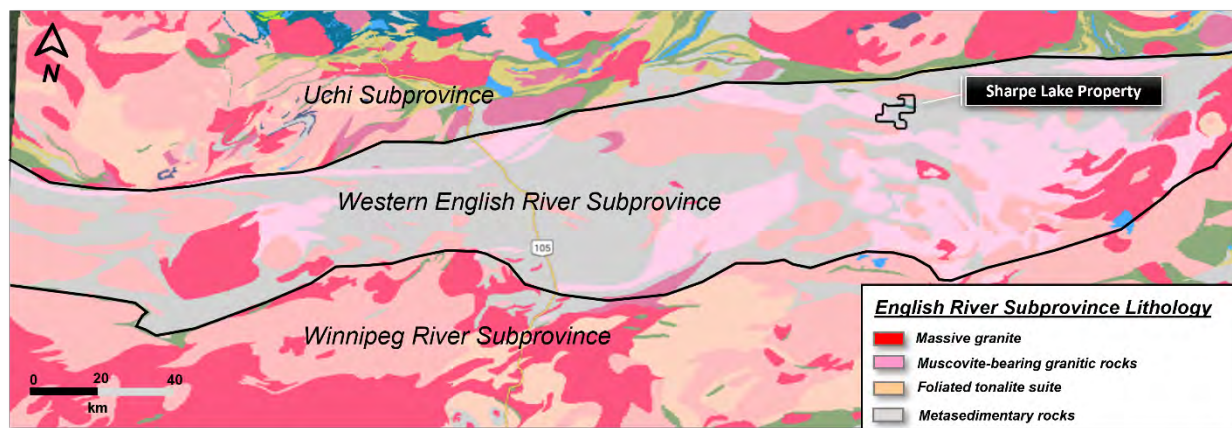 N
Uchi Subprovince
Sharpe Lake Property
Western English River Subprovince
105
Winnipeg River Subprovince
0 20 40
km
English River Subprovince Lithology
Massive granite
Muscovite-bearing granitic rocks
Foliated tonalite suite
Metasedimentary rocks